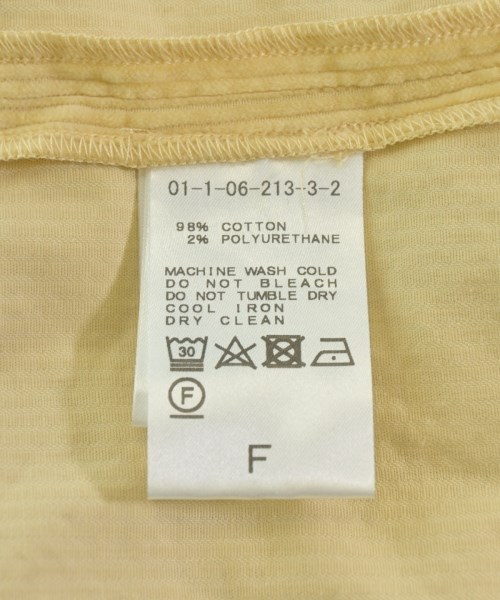 01-1-06-213-3-2
98% COTTON
2% POLYURETHANE
MACHINE WASH COLD
DO NOT BLEACH
DO NOT TUMBLE DRY
COOL IRON
DRY CLEAN
30
F
F